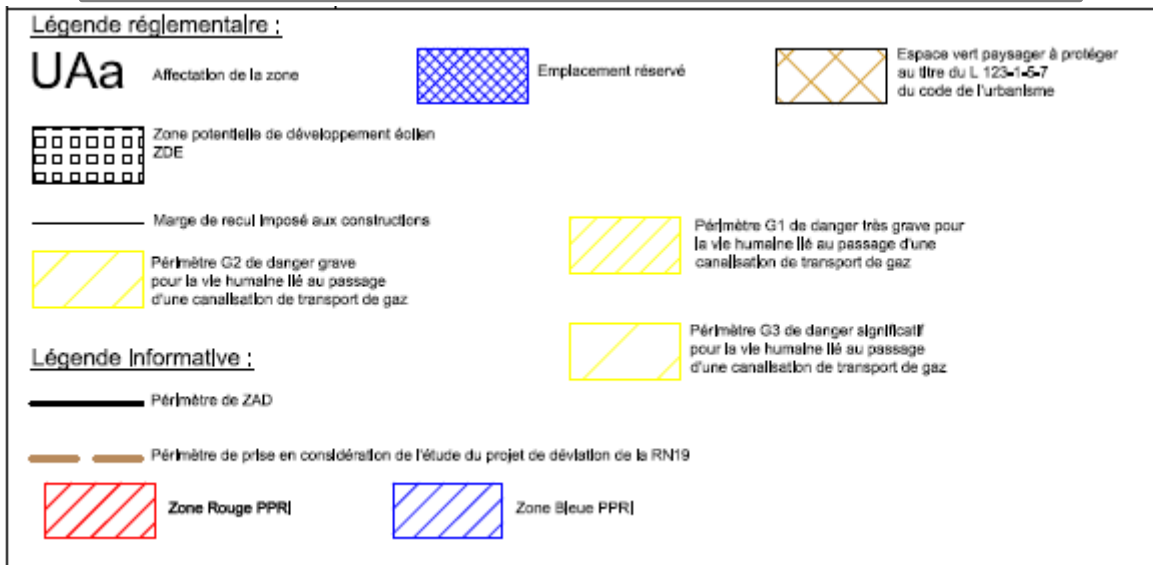 Légende réglementaire :
UAa
Affectation de la zone
Emplacement réservé
Espace vert paysager à protéger
au titre du L 123-1-5-7
du code de l'urbanisme
Zone potentielle de développement éolien
ZDE
Marge de recul imposé aux constructions
Périmètre G1 de danger très grave pour
la vie humaine lié au passage d'une
canalisation de transport de gaz
Périmètre G2 de danger grave
pour la vie humaine lié au passage
d'une canalisation de transport de gaz
Périmètre G3 de danger significatif
pour la vie humaine lié au passage
d'une canalisation de transport de gaz
Légende informative :
Périmètre de ZAD
Périmètre de prise en considération de l'étude du projet de déviation de la RN19
Zone Rouge PPRI
Zone Bleue PPRI